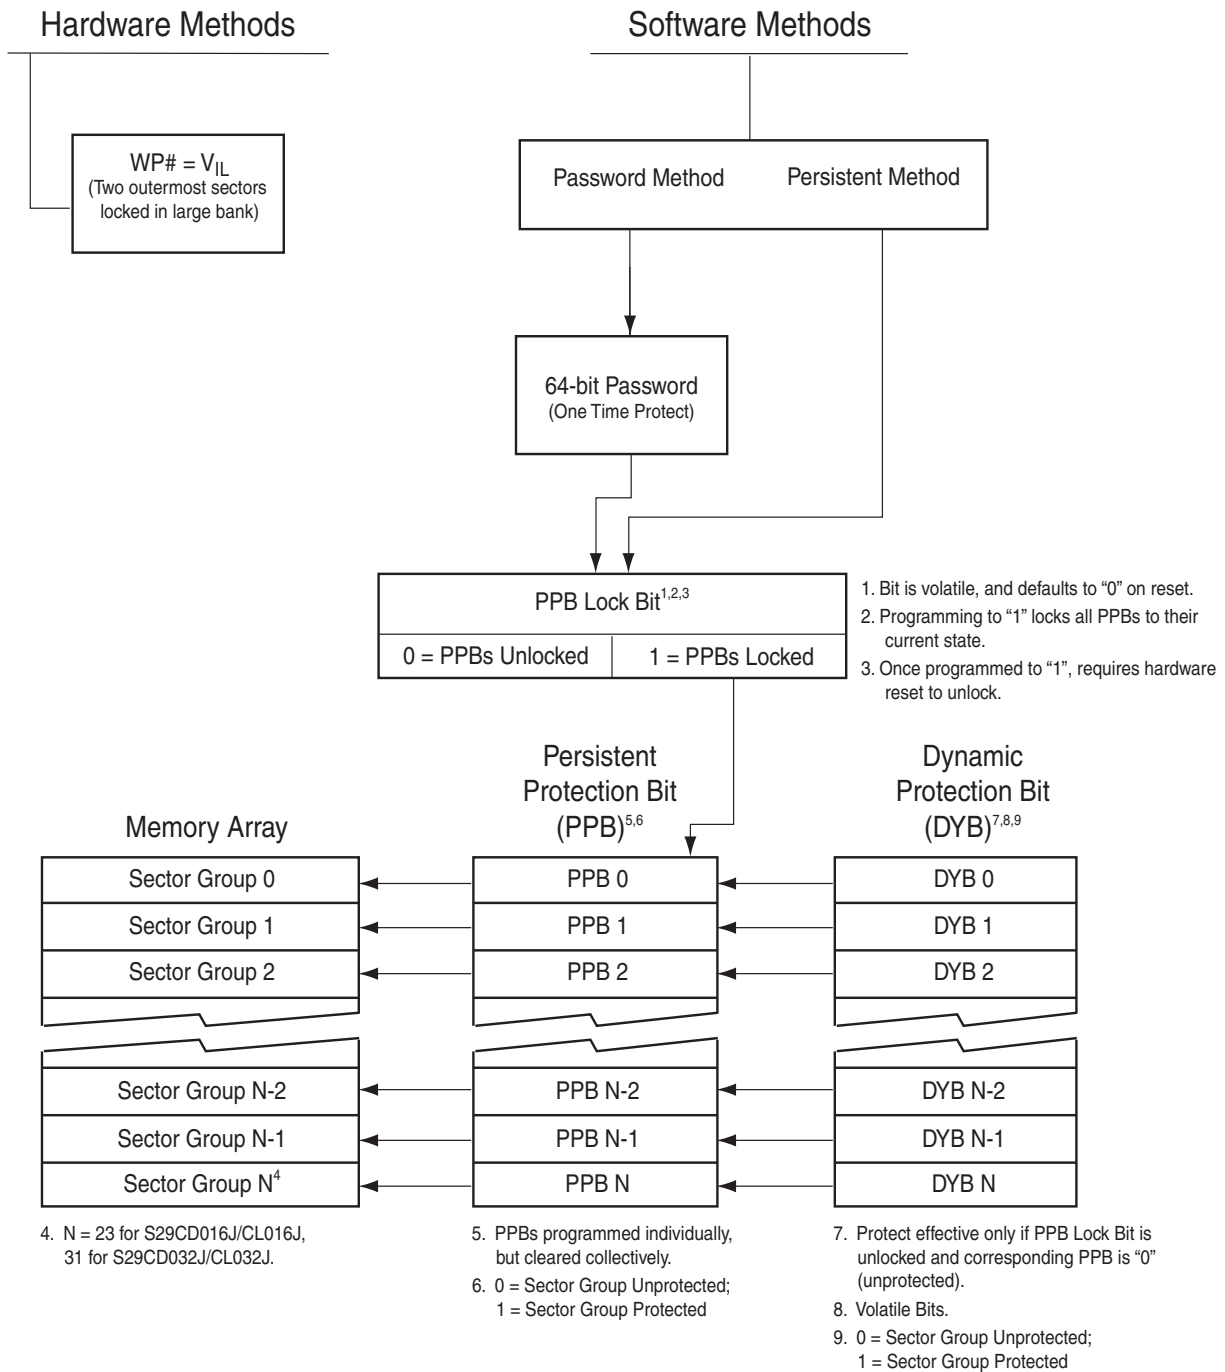 Hardware Methods
Software Methods
WP# = VIL
(Two outermost sectors
locked in large bank)
Password Method
Persistent Method
64-bit Password
(One Time Protect)
PPB Lock Bit1,2,3
0 = PPBs Unlocked
1 = PPBs Locked
1. Bit is volatile, and defaults to “0” on reset.
2. Programming to “1” locks all PPBs to their
current state.
3. Once programmed to “1”, requires hardware
reset to unlock.
Memory Array
Persistent
Protection Bit
(PPB)5,6
Dynamic
Protection Bit
(DYB)7,8,9
Sector Group 0
PPB 0
DYB 0
Sector Group 1
PPB 1
DYB 1
Sector Group 2
PPB 2
DYB 2
Sector Group N-2
PPB N-2
DYB N-2
Sector Group N-1
PPB N-1
DYB N-1
Sector Group N4
PPB N
DYB N
4. N = 23 for S29CD016J/CL016J,
31 for S29CD032J/CL032J.
5. PPBs programmed individually,
but cleared collectively.
6. 0 = Sector Group Unprotected;
1 = Sector Group Protected
7. Protect effective only if PPB Lock Bit is
unlocked and corresponding PPB is “0”
(unprotected).
8. Volatile Bits.
9. 0 = Sector Group Unprotected;
1 = Sector Group Protected